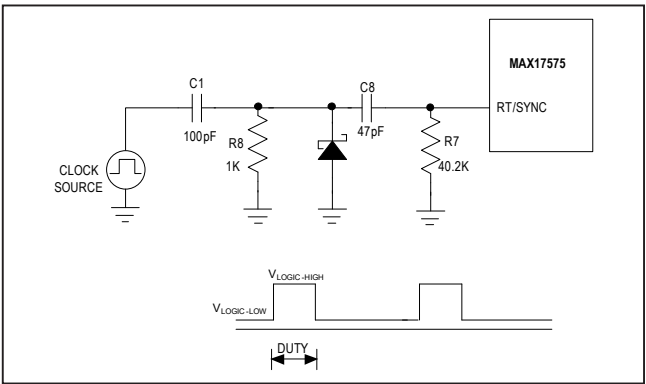 MAX17575
C1
C8
RT/SYNC
100pF
R8
47pF
R7
1K
40.2K
CLOCK
SOURCE
VLOGIC-HIGH
VLOGIC-LOW
DUTY